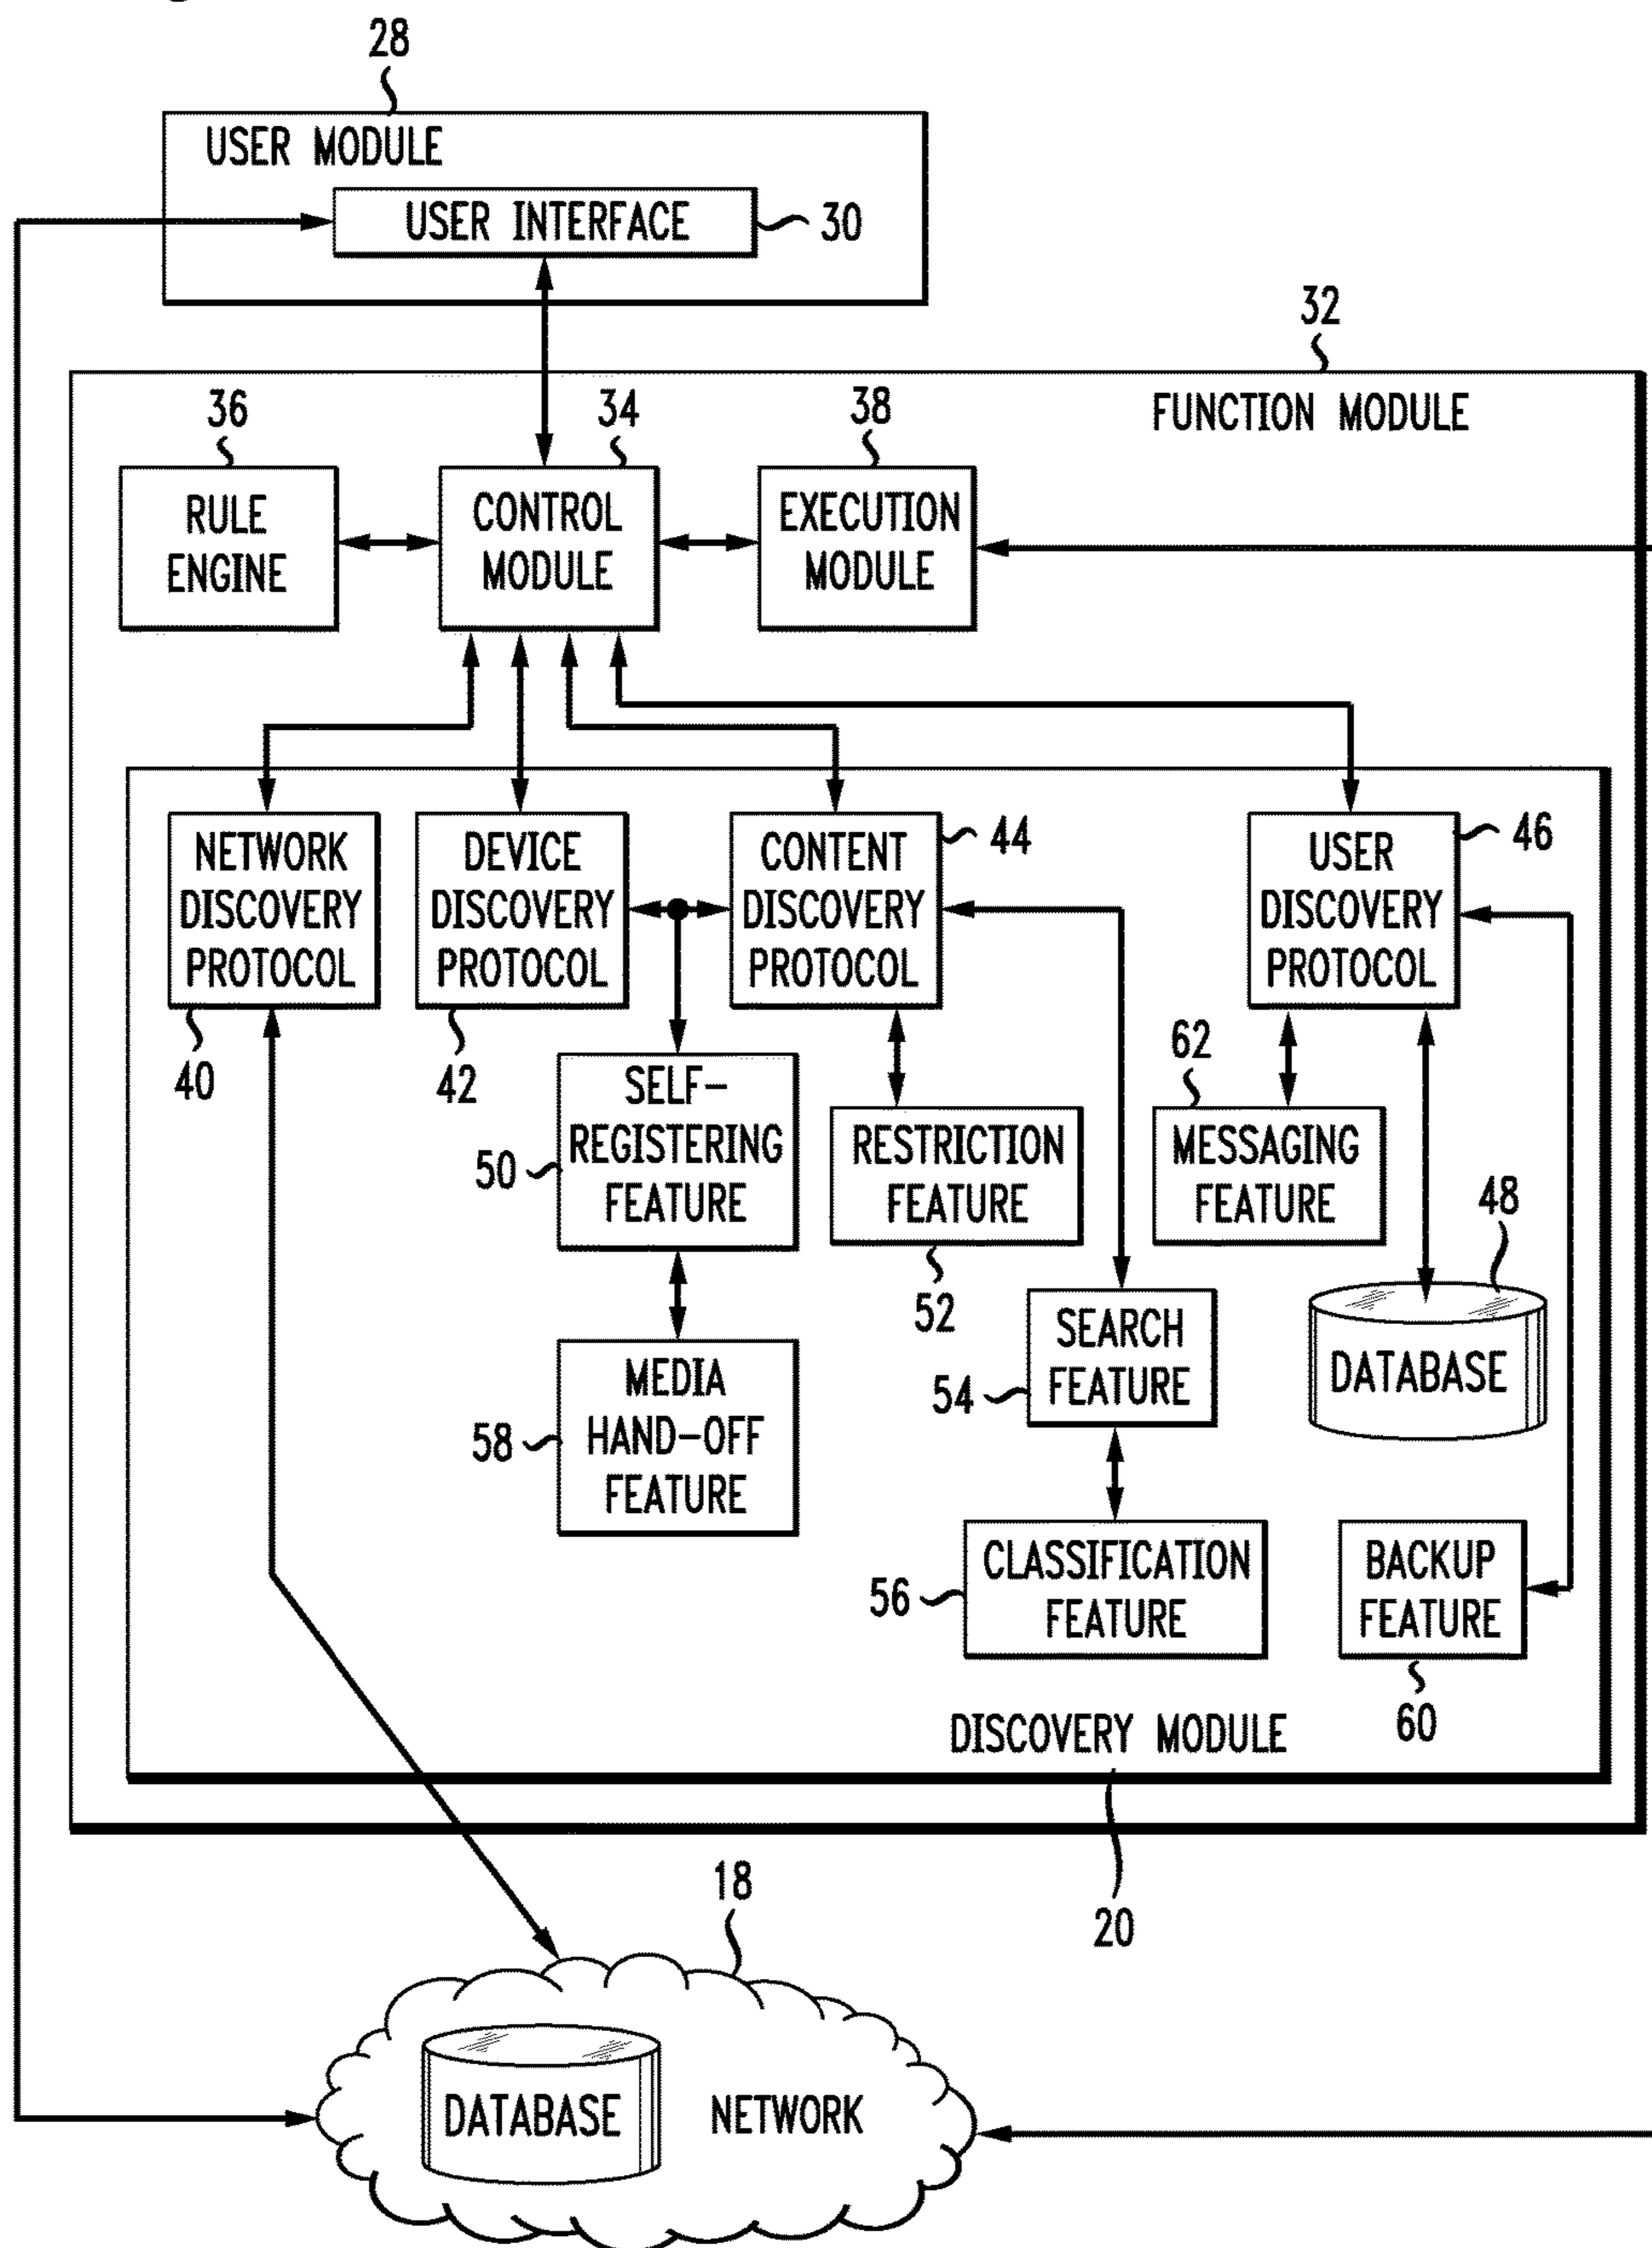 28
USER MODULE
USER INTERFACE
30
32
FUNCTION MODULE
36
34
38
RULE
ENGINE
CONTROL
MODULE
EXECUTION
MODULE
NETWORK
DISCOVERY
PROTOCOL
40
DEVICE
DISCOVERY
PROTOCOL
42
CONTENT
DISCOVERY
PROTOCOL
44
USER
DISCOVERY
PROTOCOL
46
SELF-
REGISTERING
FEATURE
50
RESTRICTION
FEATURE
52
62
MESSAGING
FEATURE
48
DATABASE
SEARCH
FEATURE
54
MEDIA
HAND-OFF
FEATURE
58
CLASSIFICATION
FEATURE
56
BACKUP
FEATURE
60
DISCOVERY MODULE
20
18
DATABASE
NETWORK